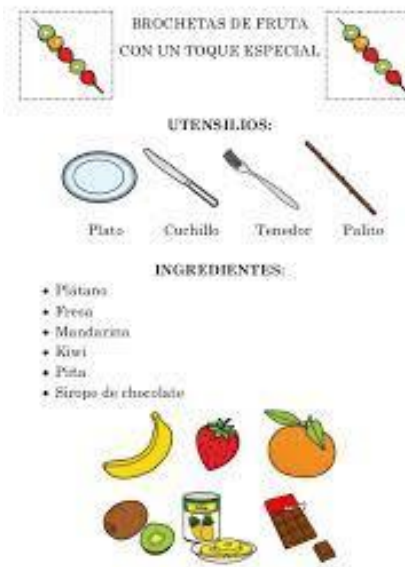 BROCHETAS DE FRUTA
CON UN TOQUE ESPECIAL
UTENSILIOS:
Plato Cuchillo Tenedor Palito
INGREDIENTES:
• Plátano
• Fresa
• Mandarina
• Kiwi
• Piña
• Sirope de chocolate